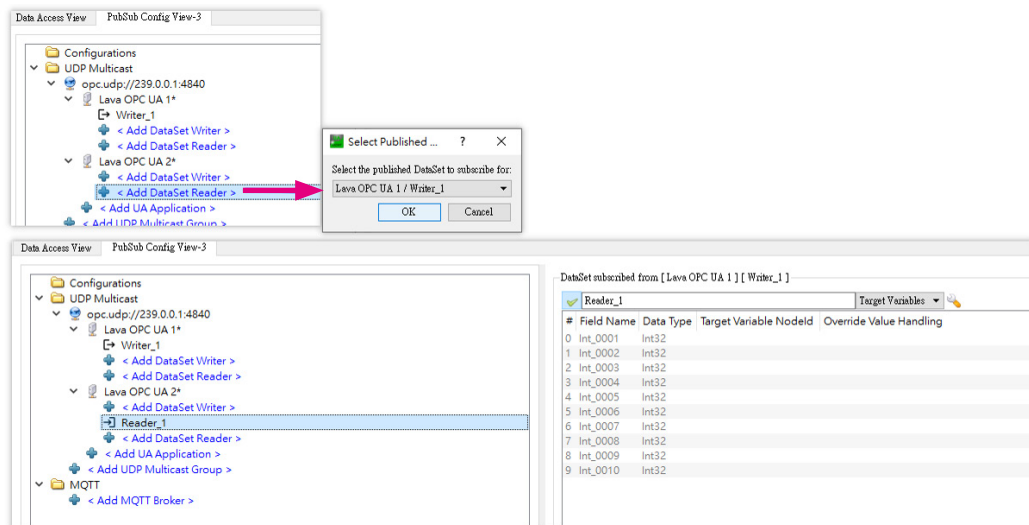 Data Access View PubSub Config View-3
Configurations
UDP Multicast
opc.udp://239.0.0.1:4840
Lava OPC UA 1*
Writer_1
< Add DataSet Writer >
< Add DataSet Reader >
Lava OPC UA 2*
< Add DataSet Writer >
< Add DataSet Reader >
< Add UA Application >
< Add UDP Multicast Group >
Select Published ... ?
Select the published DataSet to subscribe for:
Lava OPC UA 1 / Writer_1
OK Cancel
Data Access View PubSub Config View-3
Configurations
UDP Multicast
opc.udp://239.0.0.1:4840
Lava OPC UA 1*
Writer_1
< Add DataSet Writer >
< Add DataSet Reader >
Lava OPC UA 2*
< Add DataSet Writer >
Reader_1
< Add DataSet Reader >
< Add UA Application >
< Add UDP Multicast Group >
MQTT
< Add MQTT Broker >
DataSet subscribed from [ Lava OPC UA 1 ] [ Writer_1 ]
Reader_1 Target Variables
# Field Name Data Type Target Variable NodeId Override Value Handling
0 Int_0001 Int32
1 Int_0002 Int32
2 Int_0003 Int32
3 Int_0004 Int32
4 Int_0005 Int32
5 Int_0006 Int32
6 Int_0007 Int32
7 Int_0008 Int32
8 Int_0009 Int32
9 Int_0010 Int32